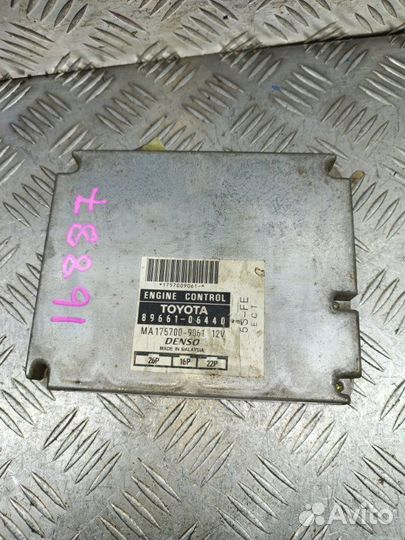 16887
*1757009061-*
ENGINE CONTROL
TOYOTA
89661-06440
MA175700-9061 12V
DENSO
MADE IN MALAYSIA
26P 16P 22P
5S-FE
ECT
Avito